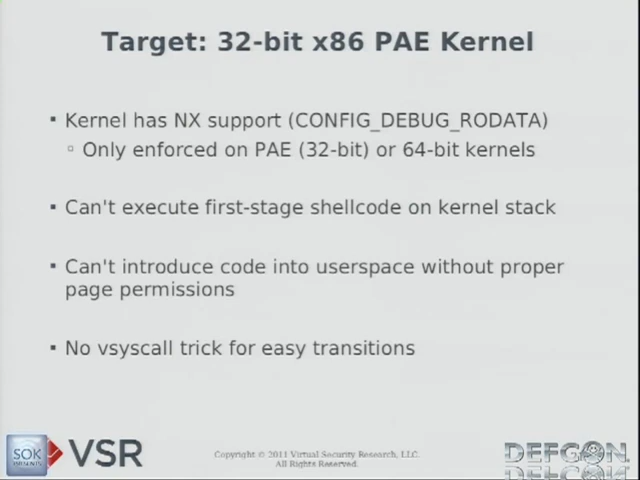 Target: 32-bit x86 PAE Kernel
Kernel has NX support (CONFIG_DEBUG_RODATA)
Only enforced on PAE (32-bit) or 64-bit kernels
Can't execute first-stage shellcode on kernel stack
Can't introduce code into userspace without proper
page permissions
No vsyscall trick for easy transitions
SOK
VSR
Copyright © 2011 Virtual Security Research, LLC.
All Rights Reserved.
DEFCON